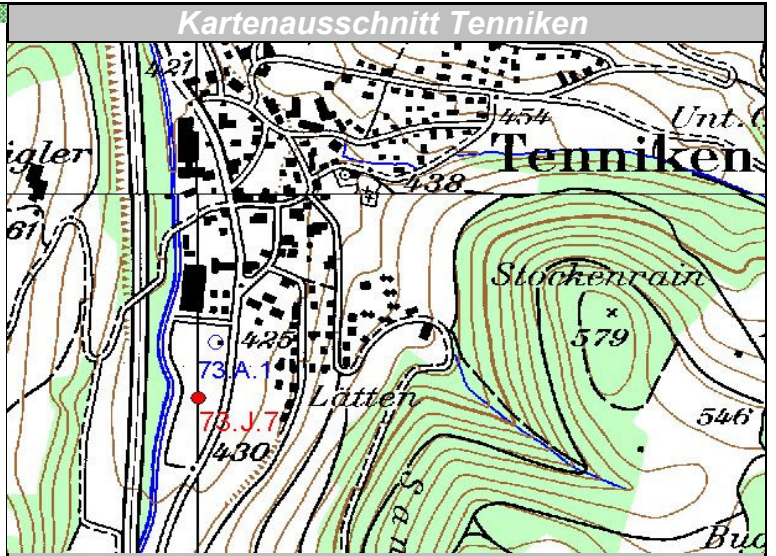 Kartenausschnitt Tenniken
421
454
Unt.
Tenniken
igler
438
61
Stockenrain
579
425
73.A.1
Lätten
73.J.7
546
430
San
Buc